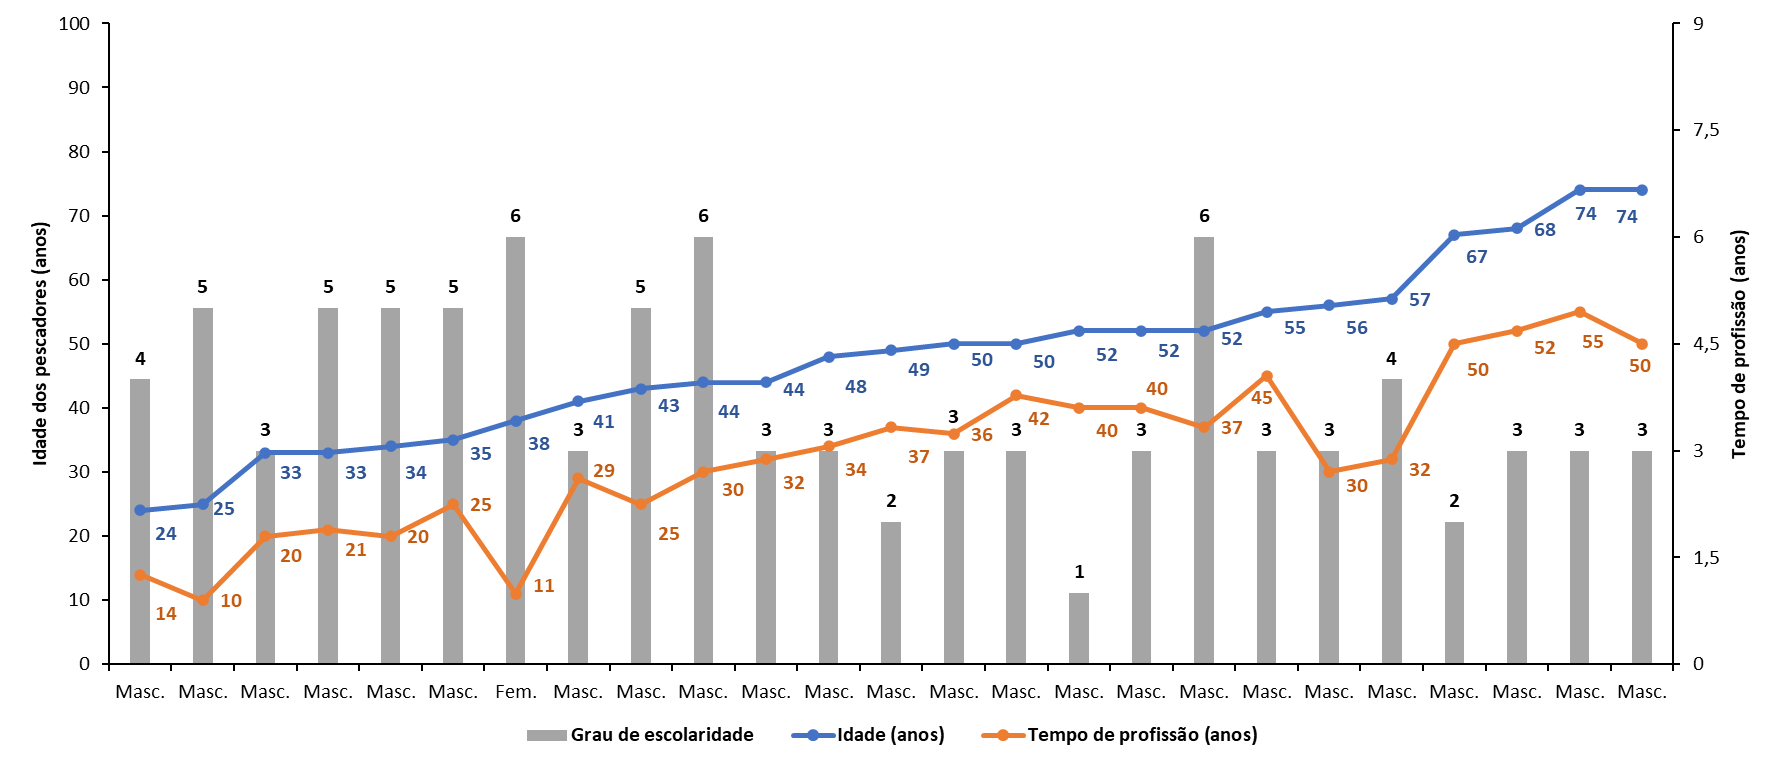 Idade dos pescadores (anos)
100
90
80
70
60
50
40
30
20
10
0
9
7,5
6
4,5
3
1,5
0
Tempo de profissão (anos)
4 5 3 5 5 5 6 3 5 6 3 3 2 3 3 1 3 6 3 3 4 2 3 3 3
24 25 33 33 34 35 38 41 43 44 44 48 49 50 50 52 52 52 55 56 57 67 68 74 74
14 10 20 21 20 25 11 29 25 30 32 34 37 36 42 40 40 37 45 30 32 50 52 55 50
Masc. Masc. Masc. Masc. Masc. Masc. Fem. Masc. Masc. Masc. Masc. Masc. Masc. Masc. Masc. Masc. Masc. Masc. Masc. Masc. Masc. Masc. Masc. Masc. Masc.
Grau de escolaridade Idade (anos) Tempo de profissão (anos)